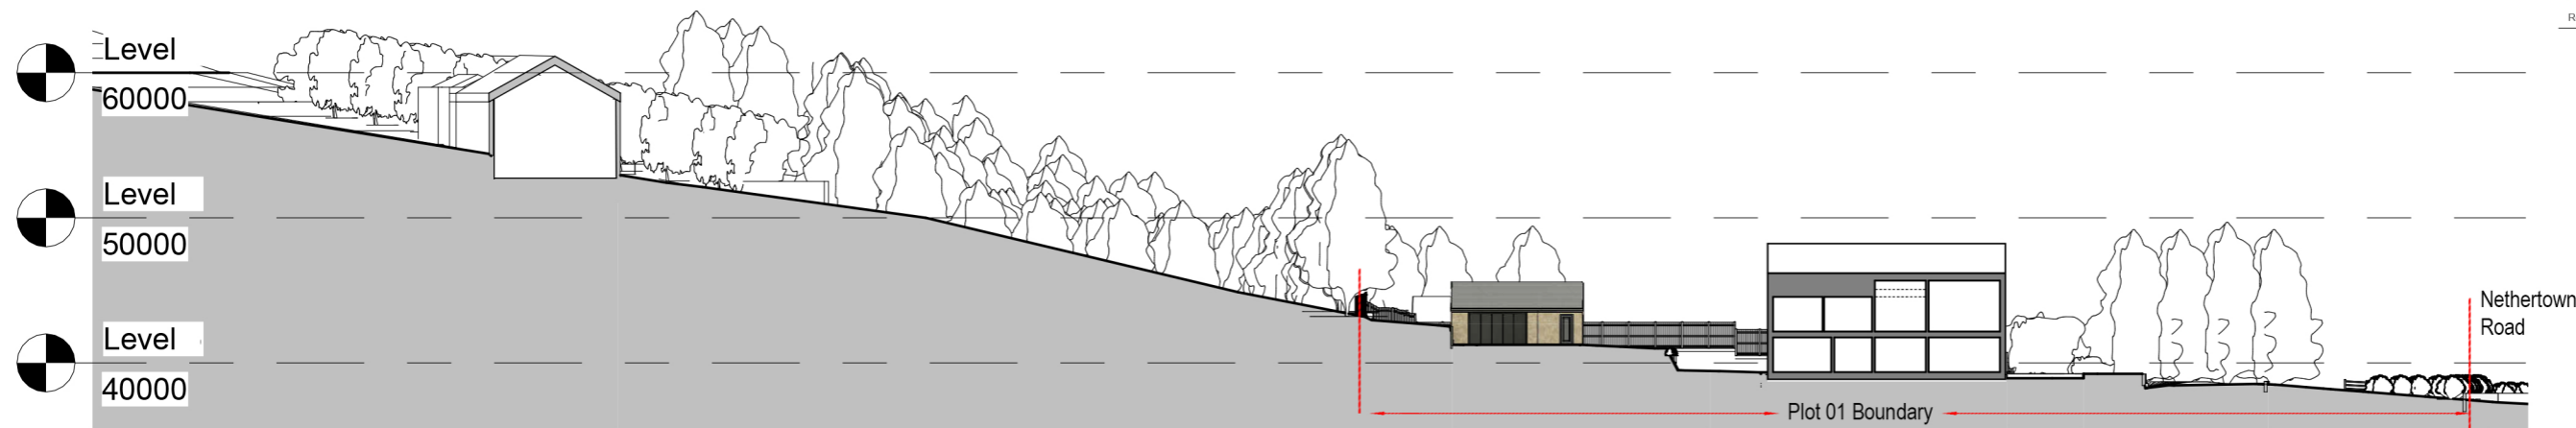 R
Level
60000
Level
50000
Level
40000
Nethertown
Road
Plot 01 Boundary